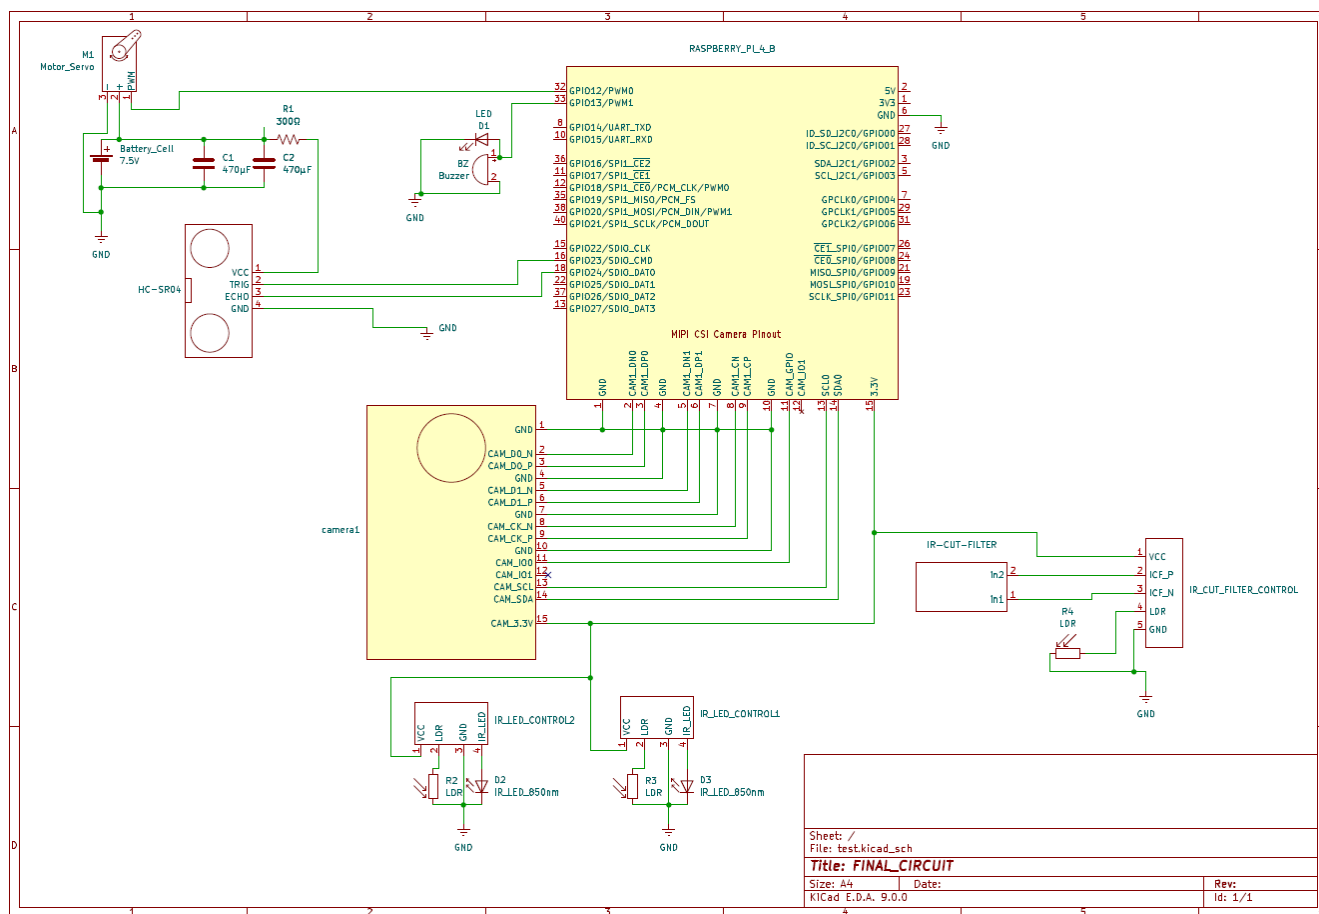 1 2 3 4 5
A
B
C
D
M1
Motor_Servo
-
+
PWM
3 2 1
R1
300Ω
+
Battery_Cell
7.5V
C1
470µF
C2
470µF
GND
HC-SR04
VCC 1
TRIG 2
ECHO 3
GND 4
GND
LED
D1
BZ
Buzzer
1
+
2
GND
RASPBERRY_PI_4_B
32 GPIO12/PWM0
33 GPIO13/PWM1
8 GPIO14/UART_TXD
10 GPIO15/UART_RXD
36 GPIO16/SPI1_CE2
11 GPIO17/SPI1_CE1
12 GPIO18/SPI1_CE0/PCM_CLK/PWM0
35 GPIO19/SPI1_MISO/PCM_FS
38 GPIO20/SPI1_MOSI/PCM_DIN/PWM1
40 GPIO21/SPI1_SCLK/PCM_DOUT
15 GPIO22/SDIO_CLK
16 GPIO23/SDIO_CMD
18 GPIO24/SDIO_DAT0
22 GPIO25/SDIO_DAT1
37 GPIO26/SDIO_DAT2
13 GPIO27/SDIO_DAT3
5V 2
3V3 1
GND 6
ID_SD_I2C0/GPIO00 27
ID_SC_I2C0/GPIO01 28
SDA_I2C1/GPIO02 3
SCL_I2C1/GPIO03 5
GPCLK0/GPIO04 7
GPCLK1/GPIO05 29
GPCLK2/GPIO06 31
CE1_SPI0/GPIO07 26
CE0_SPI0/GPIO08 24
MISO_SPI0/GPIO09 21
MOSI_SPI0/GPIO10 19
SCLK_SPI0/GPIO11 23
GND
MIPI CSI Camera Pinout
GND 1
CAM1_DN0 2
CAM1_DP0 3
GND 4
CAM1_DN1 5
CAM1_DP1 6
GND 7
CAM1_CN 8
CAM1_CP 9
GND 10
CAM_GPIO 11
CAM_IO1 12
SCL0 13
SDA0 14
3.3V 15
camera1
GND 1
CAM_D0_N 2
CAM_D0_P 3
GND 4
CAM_D1_N 5
CAM_D1_P 6
GND 7
CAM_CK_N 8
CAM_CK_P 9
GND 10
CAM_IO0 11
CAM_IO1 12
CAM_SCL 13
CAM_SDA 14
CAM_3.3V 15
IR-CUT-FILTER
In2 2
In1 1
1 VCC
2 ICF_P
3 ICF_N
4 LDR
5 GND
IR_CUT_FILTER_CONTROL
R4
LDR
GND
IR_LED_CONTROL2
VCC 1
LDR 2
GND 3
IR_LED 4
R2
LDR
D2
IR_LED_850nm
GND
IR_LED_CONTROL1
VCC 1
LDR 2
GND 3
IR_LED 4
R3
LDR
D3
IR_LED_850nm
GND
Sheet: /
File: test.kicad_sch
Title: FINAL_CIRCUIT
Size: A4 Date: Rev:
KiCad E.D.A. 9.0.0 Id: 1/1
A
B
C
D
1 2 3 4 5